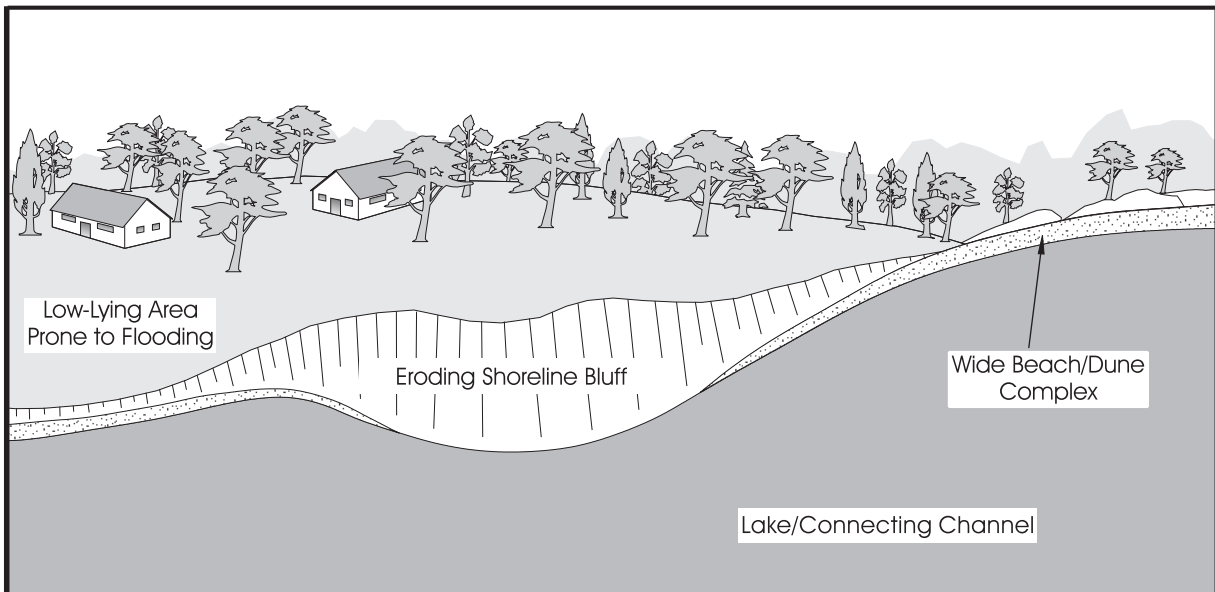 Low-Lying Area
Prone to Flooding
Eroding Shoreline Bluff
Wide Beach/Dune
Complex
Lake/Connecting Channel